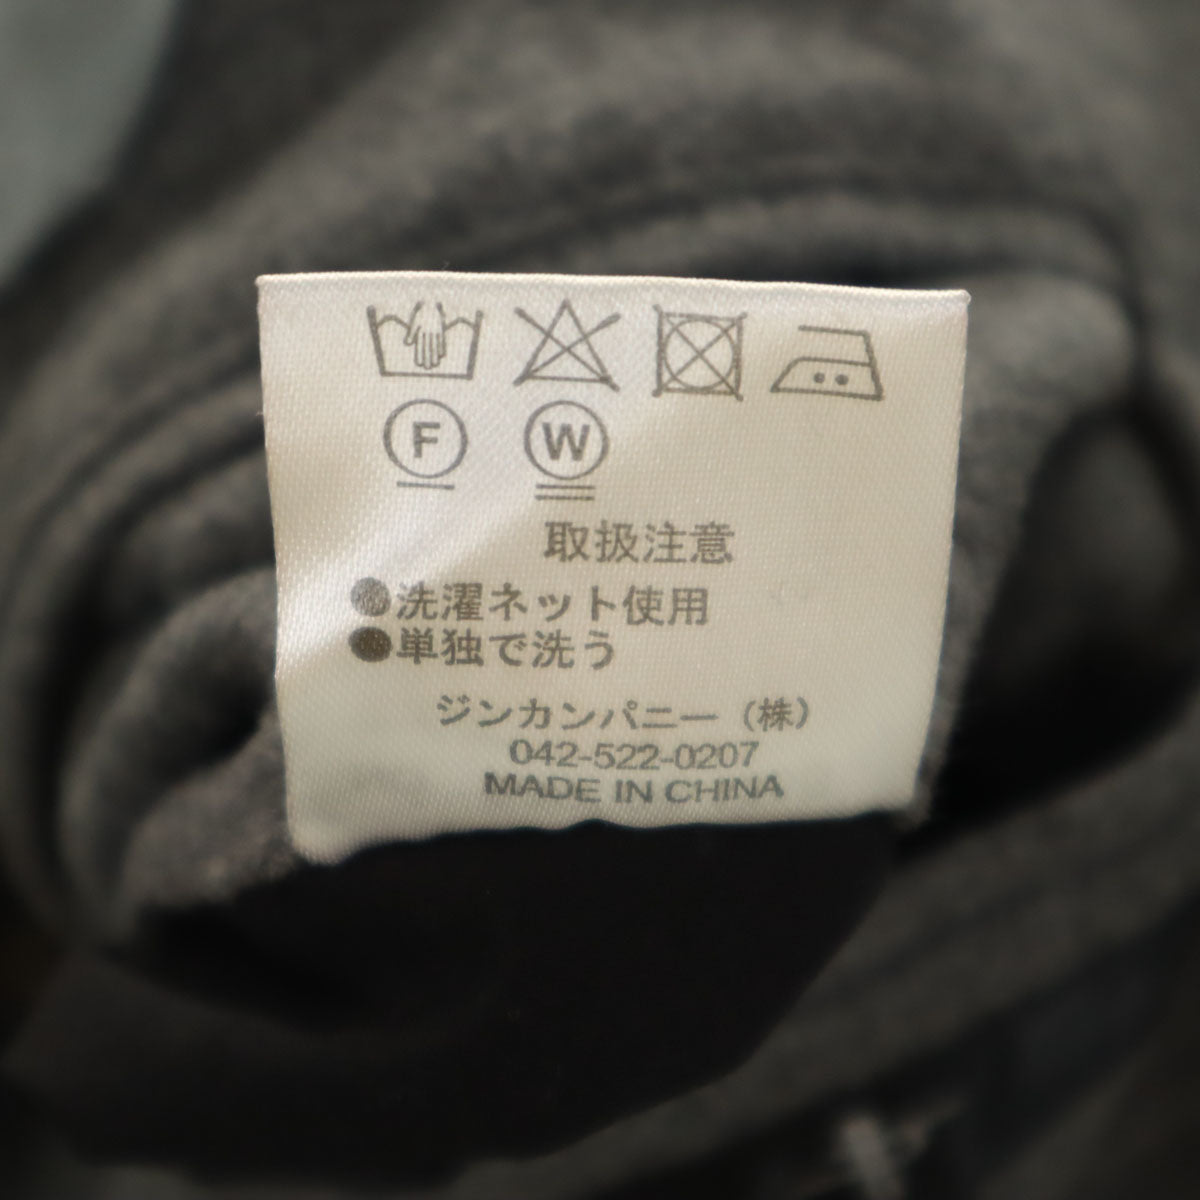 F W
取扱注意
●洗濯ネット使用
●単独で洗う
ジンカンパニー（株）
042-522-0207
MADE IN CHINA